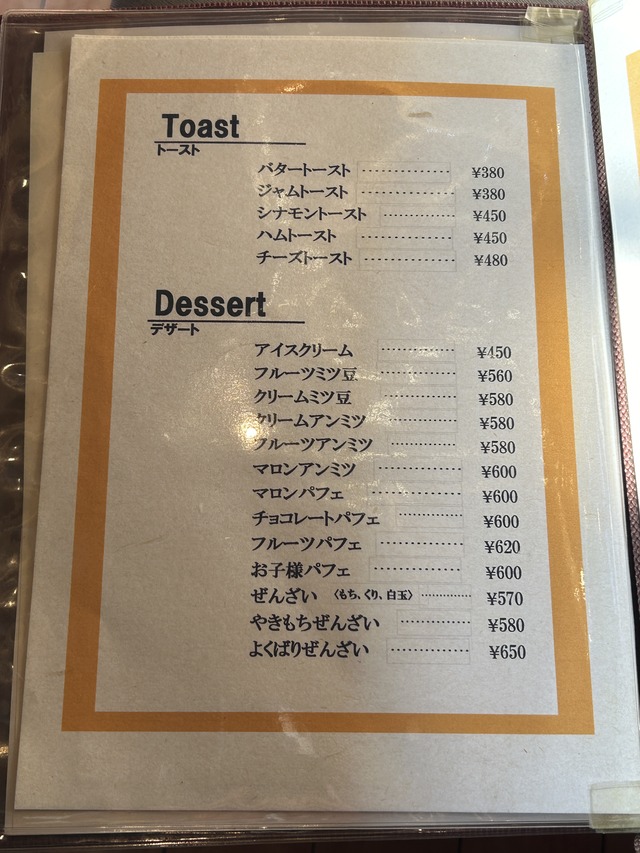 Toast
トースト
バタートースト ‥‥‥‥‥‥‥ ¥380
ジャムトースト ‥‥‥‥‥‥‥ ¥380
シナモントースト ‥‥‥‥‥‥ ¥450
ハムトースト ‥‥‥‥‥‥‥ ¥450
チーズトースト ‥‥‥‥‥‥‥ ¥480
Dessert
デザート
アイスクリーム ‥‥‥‥‥‥ ¥450
フルーツミツ豆 ‥‥‥‥‥‥ ¥560
クリームミツ豆 ‥‥‥‥‥‥ ¥580
クリームアンミツ ‥‥‥‥‥‥ ¥580
フルーツアンミツ ‥‥‥‥‥ ¥580
マロンアンミツ ‥‥‥‥‥‥ ¥600
マロンパフェ ‥‥‥‥‥‥‥ ¥600
チョコレートパフェ ‥‥‥‥‥ ¥600
フルーツパフェ ‥‥‥‥‥‥ ¥620
お子様パフェ ‥‥‥‥‥‥‥ ¥600
ぜんざい 〈もち、くり、白玉〉 ‥‥‥‥‥ ¥570
やきもちぜんざい ‥‥‥‥‥ ¥580
よくばりぜんざい ‥‥‥‥‥‥ ¥650